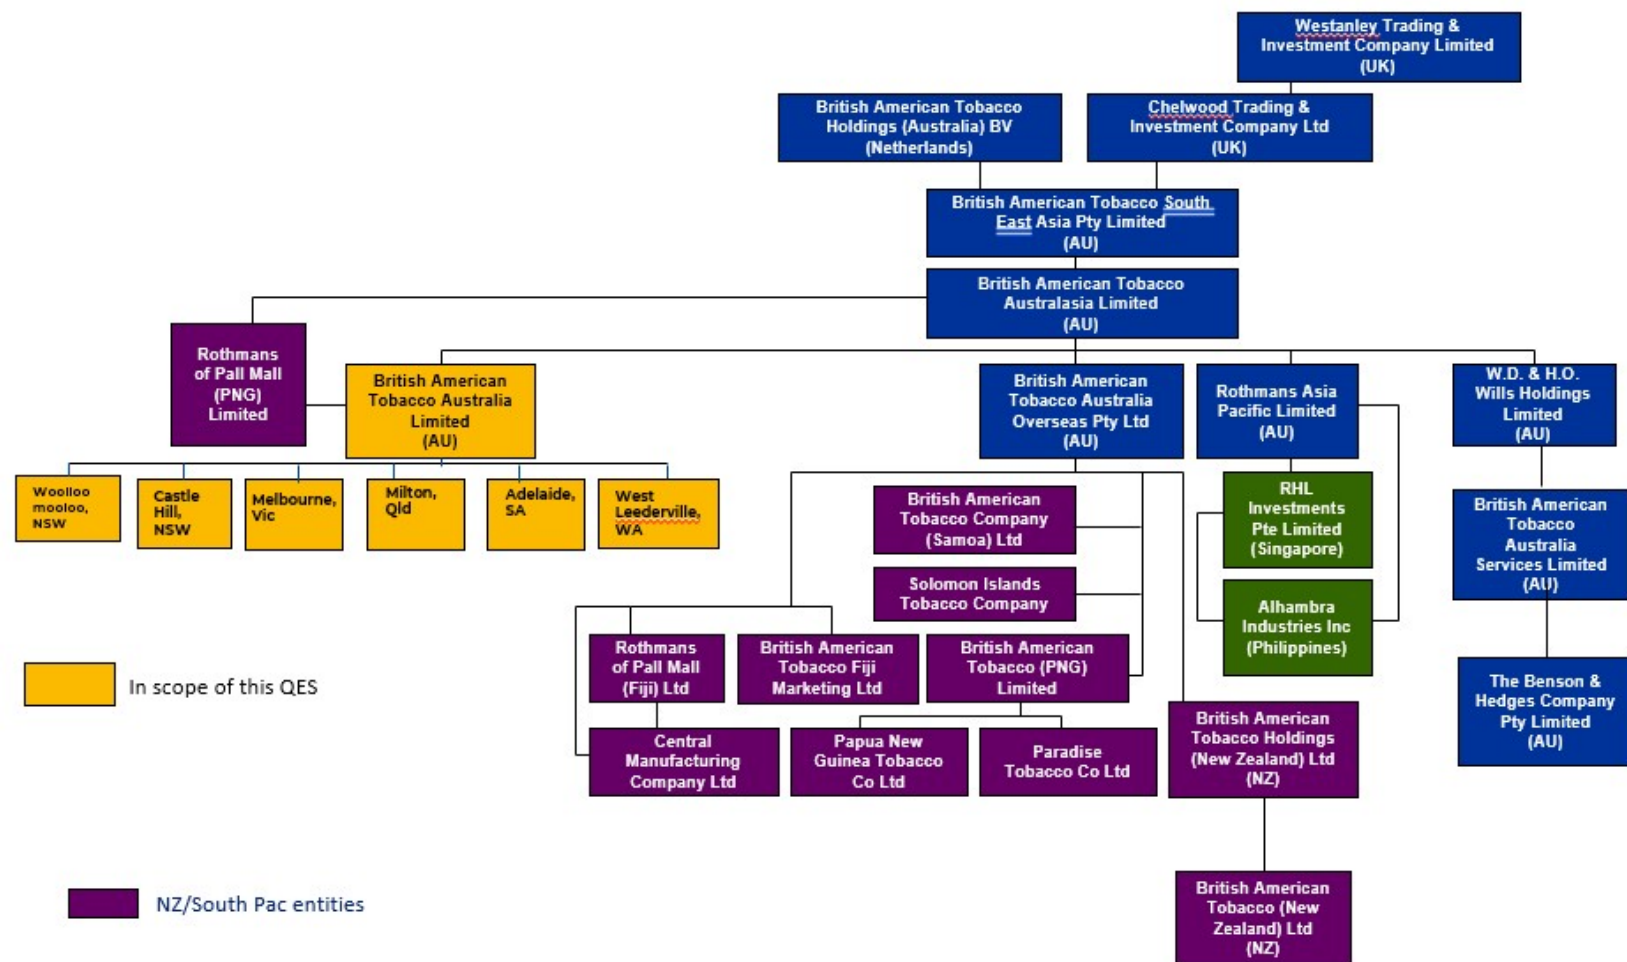 Westanley Trading &
Investment Company Limited
(UK)
British American Tobacco
Holdings (Australia) BV
(Netherlands)
Chelwood Trading &
Investment Company Ltd
(UK)
British American Tobacco South
East Asia Pty Limited
(AU)
British American Tobacco
Australasia Limited
(AU)
Rothmans
of Pall Mall
(PNG)
Limited
British American
Tobacco Australia
Limited
(AU)
British American
Tobacco Australia
Overseas Pty Ltd
(AU)
Rothmans Asia
Pacific Limited
(AU)
W.D. & H.O.
Wills Holdings
Limited
(AU)
Woolloo
mooloo,
NSW
Castle
Hill,
NSW
Melbourne,
Vic
Milton,
Qld
Adelaide,
SA
West
Leederville,
WA
British American
Tobacco Company
(Samoa) Ltd
RHL
Investments
Pte Limited
(Singapore)
British American
Tobacco
Australia
Services Limited
(AU)
Solomon Islands
Tobacco Company
Alhambra
Industries Inc
(Philippines)
Rothmans
of Pall Mall
(Fiji) Ltd
British American
Tobacco Fiji
Marketing Ltd
British American
Tobacco (PNG)
Limited
The Benson &
Hedges Company
Pty Limited
(AU)
In scope of this QES
Central
Manufacturing
Company Ltd
Papua New
Guinea Tobacco
Co Ltd
Paradise
Tobacco Co Ltd
British American
Tobacco Holdings
(New Zealand) Ltd
(NZ)
NZ/South Pac entities
British American
Tobacco (New
Zealand) Ltd
(NZ)